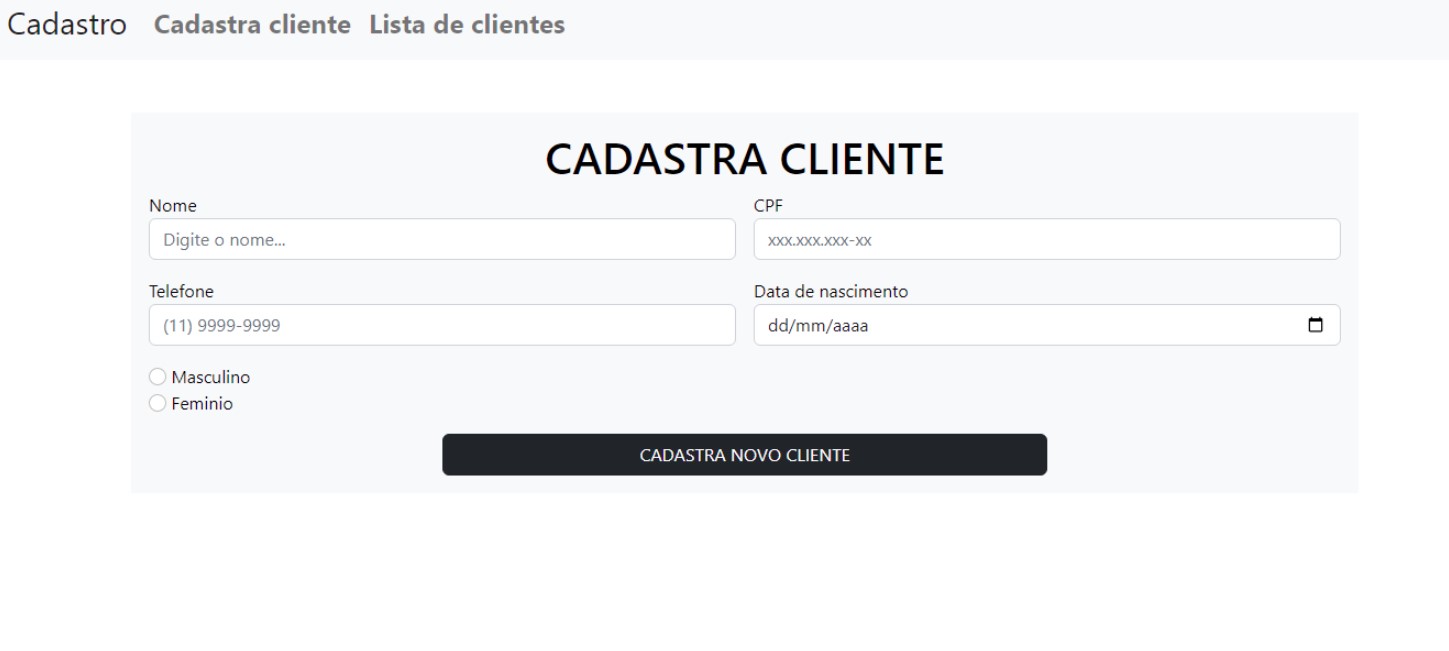 Cadastro Cadastra cliente Lista de clientes
CADASTRA CLIENTE
Nome CPF
Digite o nome... xxx.xxx.xxx-xx
Telefone Data de nascimento
(11) 9999-9999 dd/mm/aaaa
Masculino
Feminio
CADASTRA NOVO CLIENTE